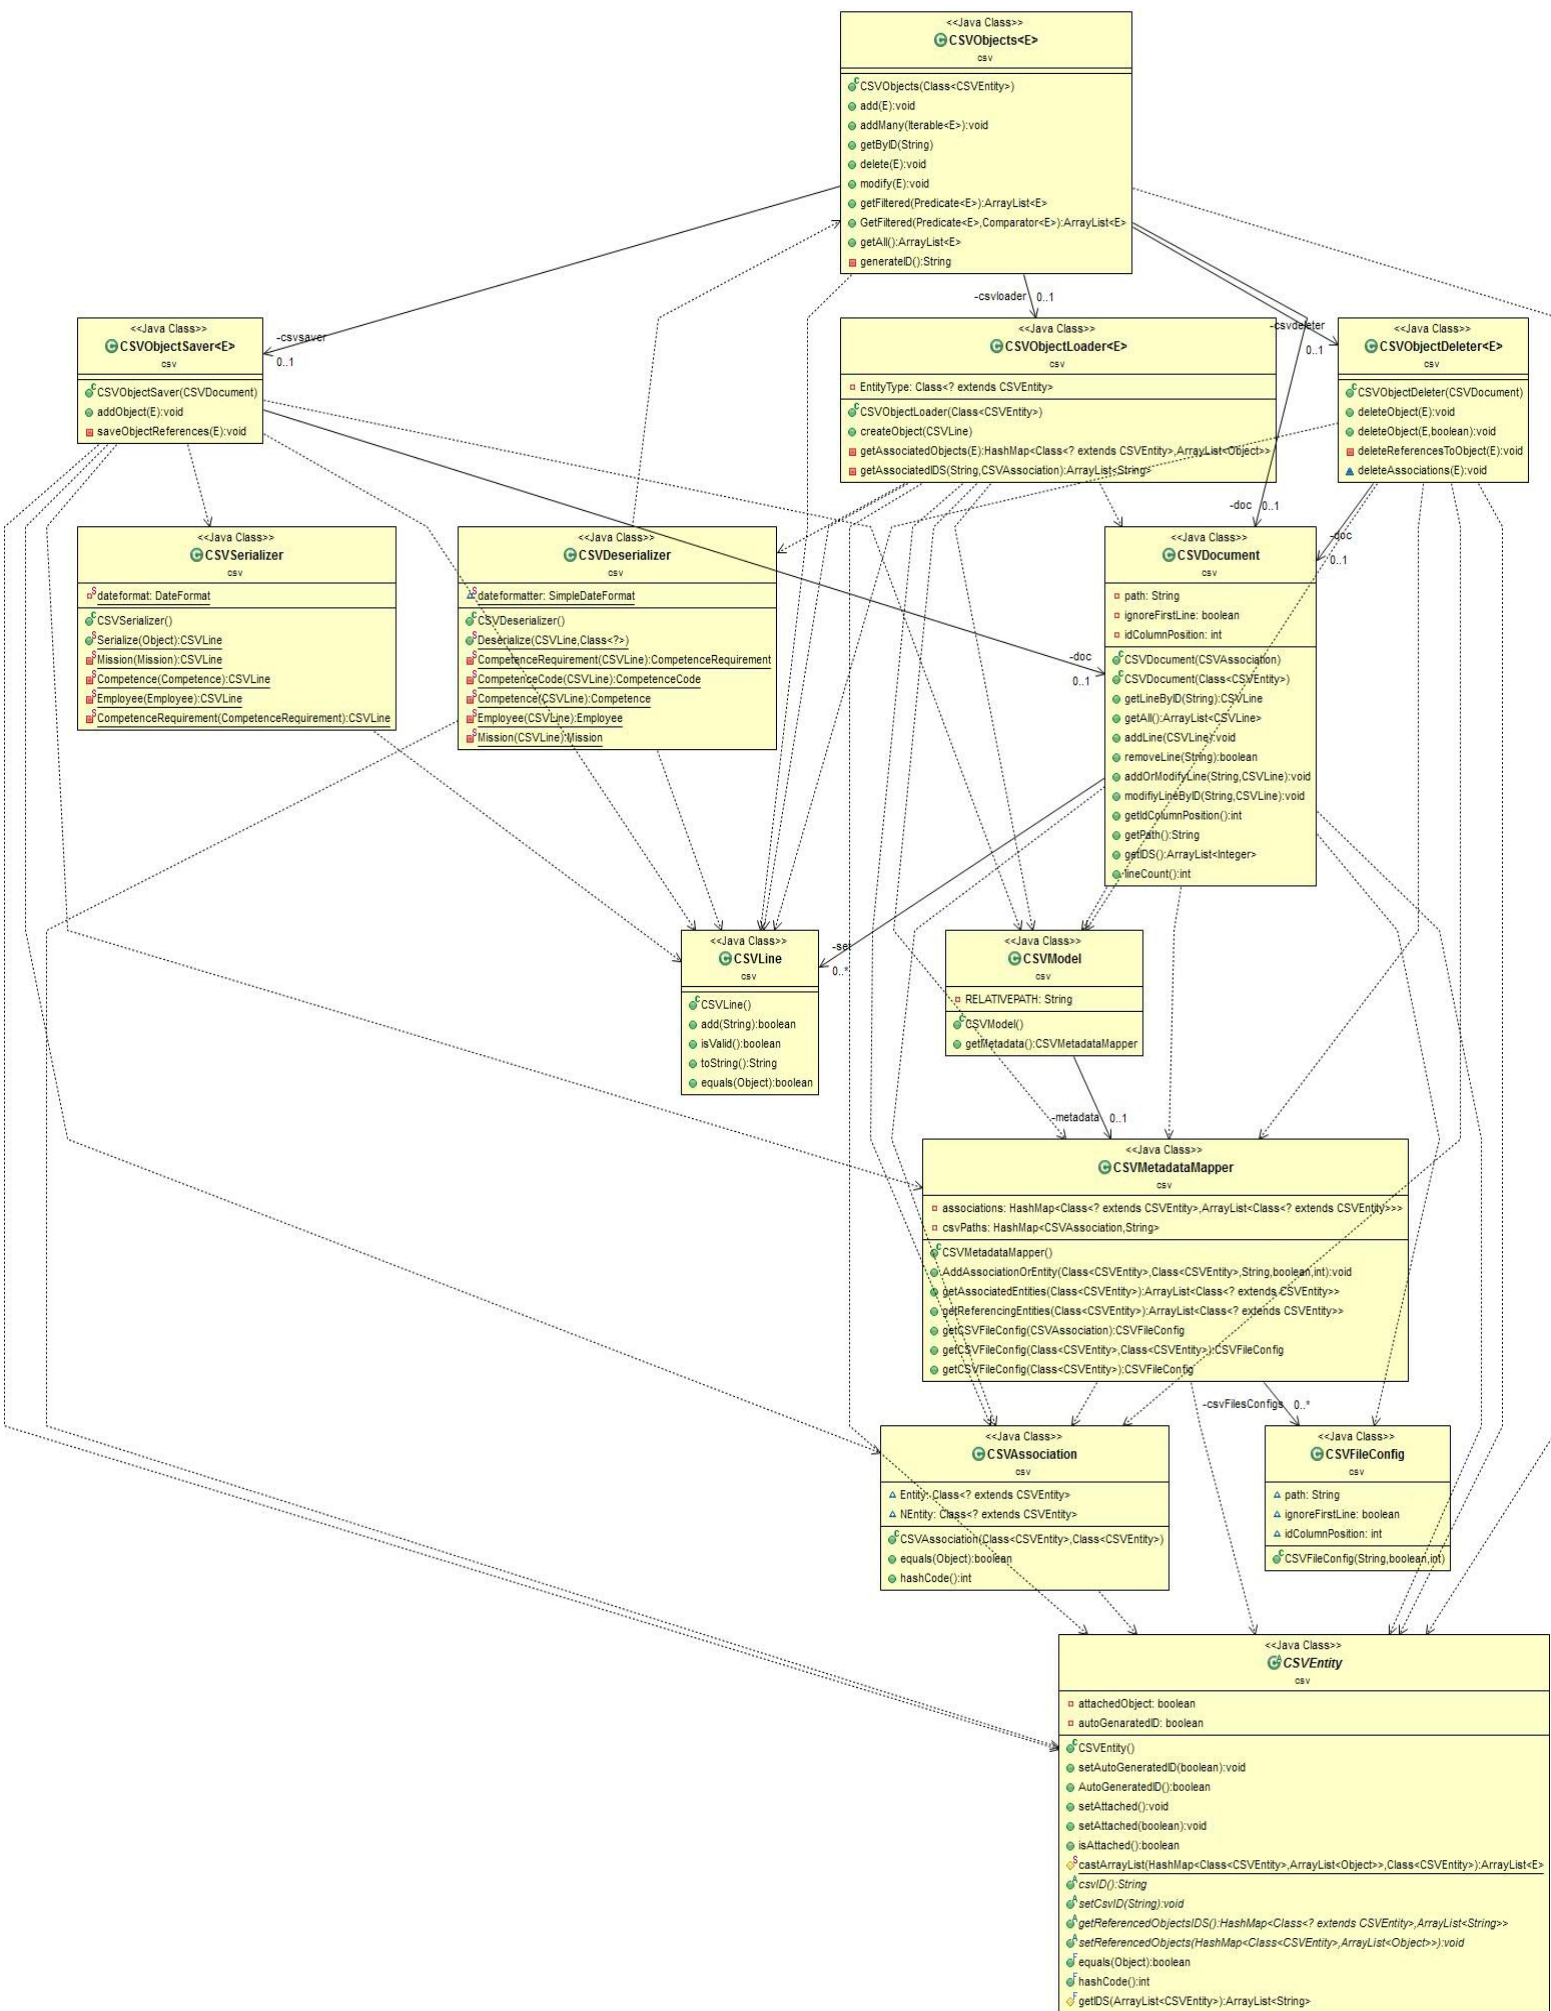 <<Java Class>>
CSVObjects<E>
csv
CSVObjects(Class<CSVEntity>)
add(E):void
addMany(Iterable<E>):void
getByID(String)
delete(E):void
modify(E):void
getFiltered(Predicate<E>):ArrayList<E>
GetFiltered(Predicate<E>,Comparator<E>):ArrayList<E>
getAll():ArrayList<E>
generateID():String
-csvsaver
0..1
-csvloader
0..1
-csvdeleter
0..1
<<Java Class>>
CSVObjectSaver<E>
csv
CSVObjectSaver(CSVDocument)
addObject(E):void
saveObjectReferences(E):void
<<Java Class>>
CSVObjectLoader<E>
csv
EntityType: Class<? extends CSVEntity>
CSVObjectLoader(Class<CSVEntity>)
createObject(CSVLine)
getAssociatedObjects(E):HashMap<Class<? extends CSVEntity>,ArrayList<Object>>
getAssociatedIDS(String,CSVAssociation):ArrayList<String>
<<Java Class>>
CSVObjectDeleter<E>
csv
CSVObjectDeleter(CSVDocument)
deleteObject(E):void
deleteObject(E,boolean):void
deleteReferencesToObject(E):void
deleteAssociations(E):void
-doc
0..1
-doc
0..1
<<Java Class>>
CSVSerializer
csv
dateformat: DateFormat
CSVSerializer()
Serialize(Object):CSVLine
Mission(Mission):CSVLine
Competence(Competence):CSVLine
Employee(Employee):CSVLine
CompetenceRequirement(CompetenceRequirement):CSVLine
<<Java Class>>
CSVDeserializer
csv
dateformatter: SimpleDateFormat
CSVDeserializer()
Deserialize(CSVLine,Class<?>)
CompetenceRequirement(CSVLine):CompetenceRequirement
CompetenceCode(CSVLine):CompetenceCode
Competence(CSVLine):Competence
Employee(CSVLine):Employee
Mission(CSVLine):Mission
-doc
0..1
<<Java Class>>
CSVDocument
csv
path: String
ignoreFirstLine: boolean
idColumnPosition: int
CSVDocument(CSVAssociation)
CSVDocument(Class<CSVEntity>)
getLineByID(String):CSVLine
getAll():ArrayList<CSVLine>
addLine(CSVLine):void
removeLine(String):boolean
addOrModifyLine(String,CSVLine):void
modifiyLineByID(String,CSVLine):void
getIdColumnPosition():int
getPath():String
getIDS():ArrayList<Integer>
lineCount():int
-set
0..*
<<Java Class>>
CSVLine
csv
CSVLine()
add(String):boolean
isValid():boolean
toString():String
equals(Object):boolean
<<Java Class>>
CSVModel
csv
RELATIVEPATH: String
CSVModel()
getMetadata():CSVMetadataMapper
-metadata
0..1
<<Java Class>>
CSVMetadataMapper
csv
associations: HashMap<Class<? extends CSVEntity>,ArrayList<Class<? extends CSVEntity>>>
csvPaths: HashMap<CSVAssociation,String>
CSVMetadataMapper()
AddAssociationOrEntity(Class<CSVEntity>,Class<CSVEntity>,String,boolean,int):void
getAssociatedEntities(Class<CSVEntity>):ArrayList<Class<? extends CSVEntity>>
getReferencingEntities(Class<CSVEntity>):ArrayList<Class<? extends CSVEntity>>
getCSVFileConfig(CSVAssociation):CSVFileConfig
getCSVFileConfig(Class<CSVEntity>,Class<CSVEntity>):CSVFileConfig
getCSVFileConfig(Class<CSVEntity>):CSVFileConfig
-csvFilesConfigs
0..*
<<Java Class>>
CSVAssociation
csv
Entity: Class<? extends CSVEntity>
NEntity: Class<? extends CSVEntity>
CSVAssociation(Class<CSVEntity>,Class<CSVEntity>)
equals(Object):boolean
hashCode():int
<<Java Class>>
CSVFileConfig
csv
path: String
ignoreFirstLine: boolean
idColumnPosition: int
CSVFileConfig(String,boolean,int)
<<Java Class>>
CSVEntity
csv
attachedObject: boolean
autoGenaratedID: boolean
CSVEntity()
setAutoGeneratedID(boolean):void
AutoGeneratedID():boolean
setAttached():void
setAttached(boolean):void
isAttached():boolean
castArrayList(HashMap<Class<CSVEntity>,ArrayList<Object>>,Class<CSVEntity>):ArrayList<E>
csvID():String
setCsvID(String):void
getReferencedObjectsIDS():HashMap<Class<? extends CSVEntity>,ArrayList<String>>
setReferencedObjects(HashMap<Class<CSVEntity>,ArrayList<Object>>):void
equals(Object):boolean
hashCode():int
getIDS(ArrayList<CSVEntity>):ArrayList<String>